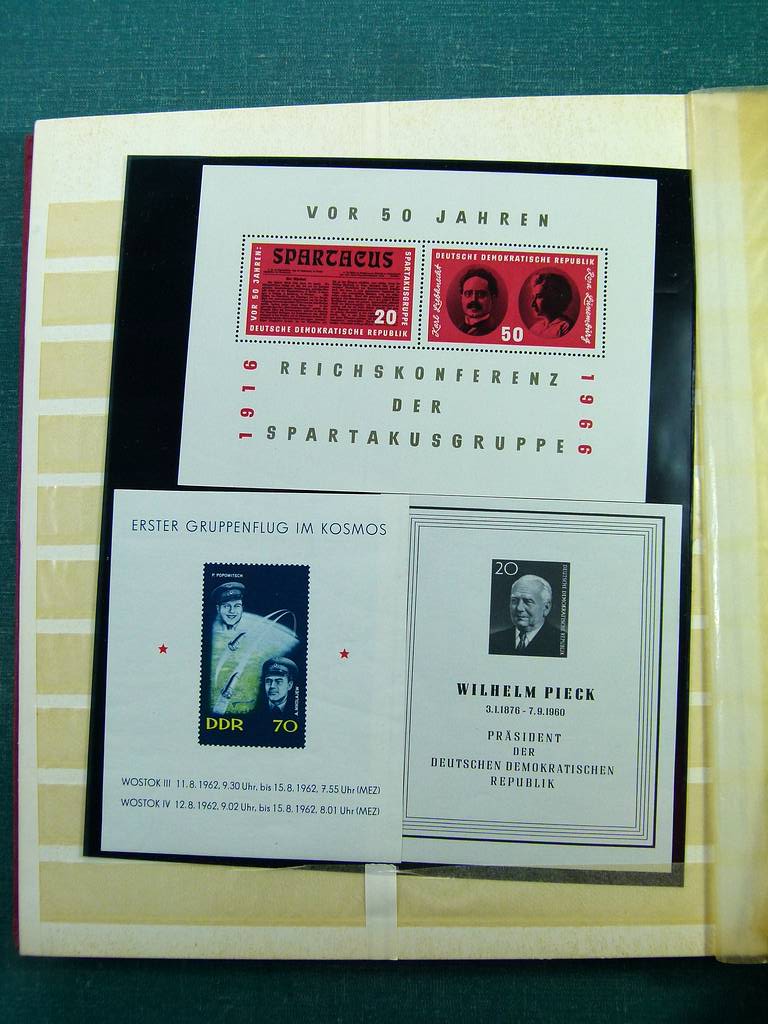 VOR 50 JAHREN
VOR 50 JAHREN:
SPARTACUS
SPARTAKUSGRUPPE
20
DEUTSCHE DEMOKRATISCHE REPUBLIK
DEUTSCHE DEMOKRATISCHE REPUBLIK
Karl Liebknecht
Rosa Luxemburg
50
1916
REICHSKONFERENZ
DER
SPARTAKUSGRUPPE
1966
ERSTER GRUPPENFLUG IM KOSMOS
P. POPOWITSCH
A. NIKOLAJEW
DDR 70
WOSTOK III 11.8.1962, 9.30 Uhr, bis 15.8.1962, 7.55 Uhr (MEZ)
WOSTOK IV 12.8.1962, 9.02 Uhr, bis 15.8.1962, 8.01 Uhr (MEZ)
20
DEUTSCHE DEMOKRATISCHE REPUBLIK
WILHELM PIECK
3.1.1876 - 7.9.1960
PRÄSIDENT
DER
DEUTSCHEN DEMOKRATISCHEN
REPUBLIK